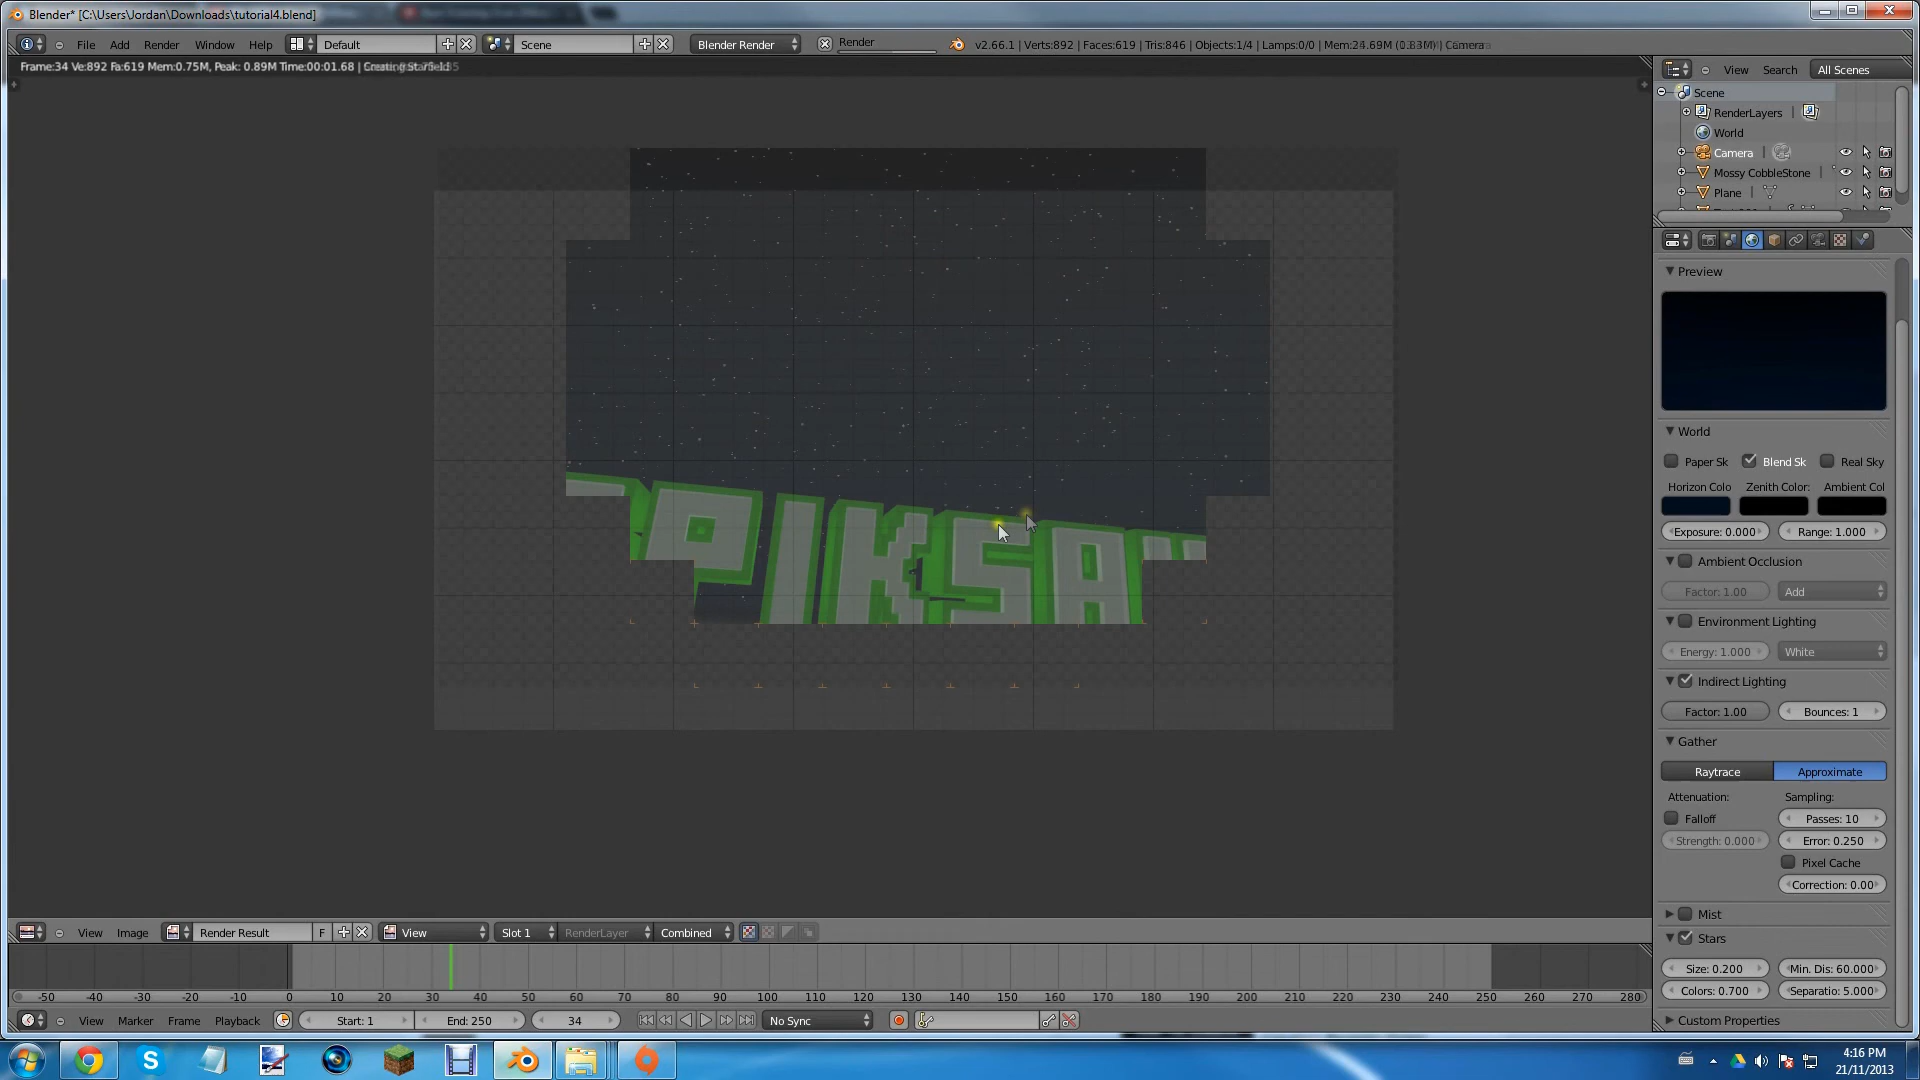 Blender* [C:\Users\Jordan\Downloads\tutorial4.blend]
File Add Render Window Help Default Scene Blender Render Render v2.66.1 | Verts:892 | Faces:619 | Tris:846 | Objects:1/4 | Lamps:0/0 | Camera
Frame:34 Ve:892 Fa:619 Mem:0.75M, Peak: 0.89M Time:00:01.68 |
View Search All Scenes
Scene
RenderLayers |
World
Camera |
Mossy CobbleStone
Plane |
Preview
World
Paper Sk Blend Sk Real Sky
Horizon Colo Zenith Color: Ambient Col
Exposure: 0.000 Range: 1.000
Ambient Occlusion
Factor: 1.00 Add
Environment Lighting
Energy: 1.000 White
Indirect Lighting
Factor: 1.00 Bounces: 1
Gather
Raytrace Approximate
Attenuation: Sampling:
Falloff Passes: 10
Strength: 0.000 Error: 0.250
Pixel Cache
Correction: 0.00
Mist
Stars
Size: 0.200 Min. Dis: 60.000
Colors: 0.700 Separatio: 5.000
Custom Properties
PIKSA
View Image Render Result F View Slot 1 RenderLayer Combined
-50 -40 -30 -20 -10 0 10 20 30 40 50 60 70 80 90 100 110 120 130 140 150 160 170 180 190 200 210 220 230 240 250 260 270 280
View Marker Frame Playback Start: 1 End: 250 34 No Sync
4:16 PM
21/11/2013